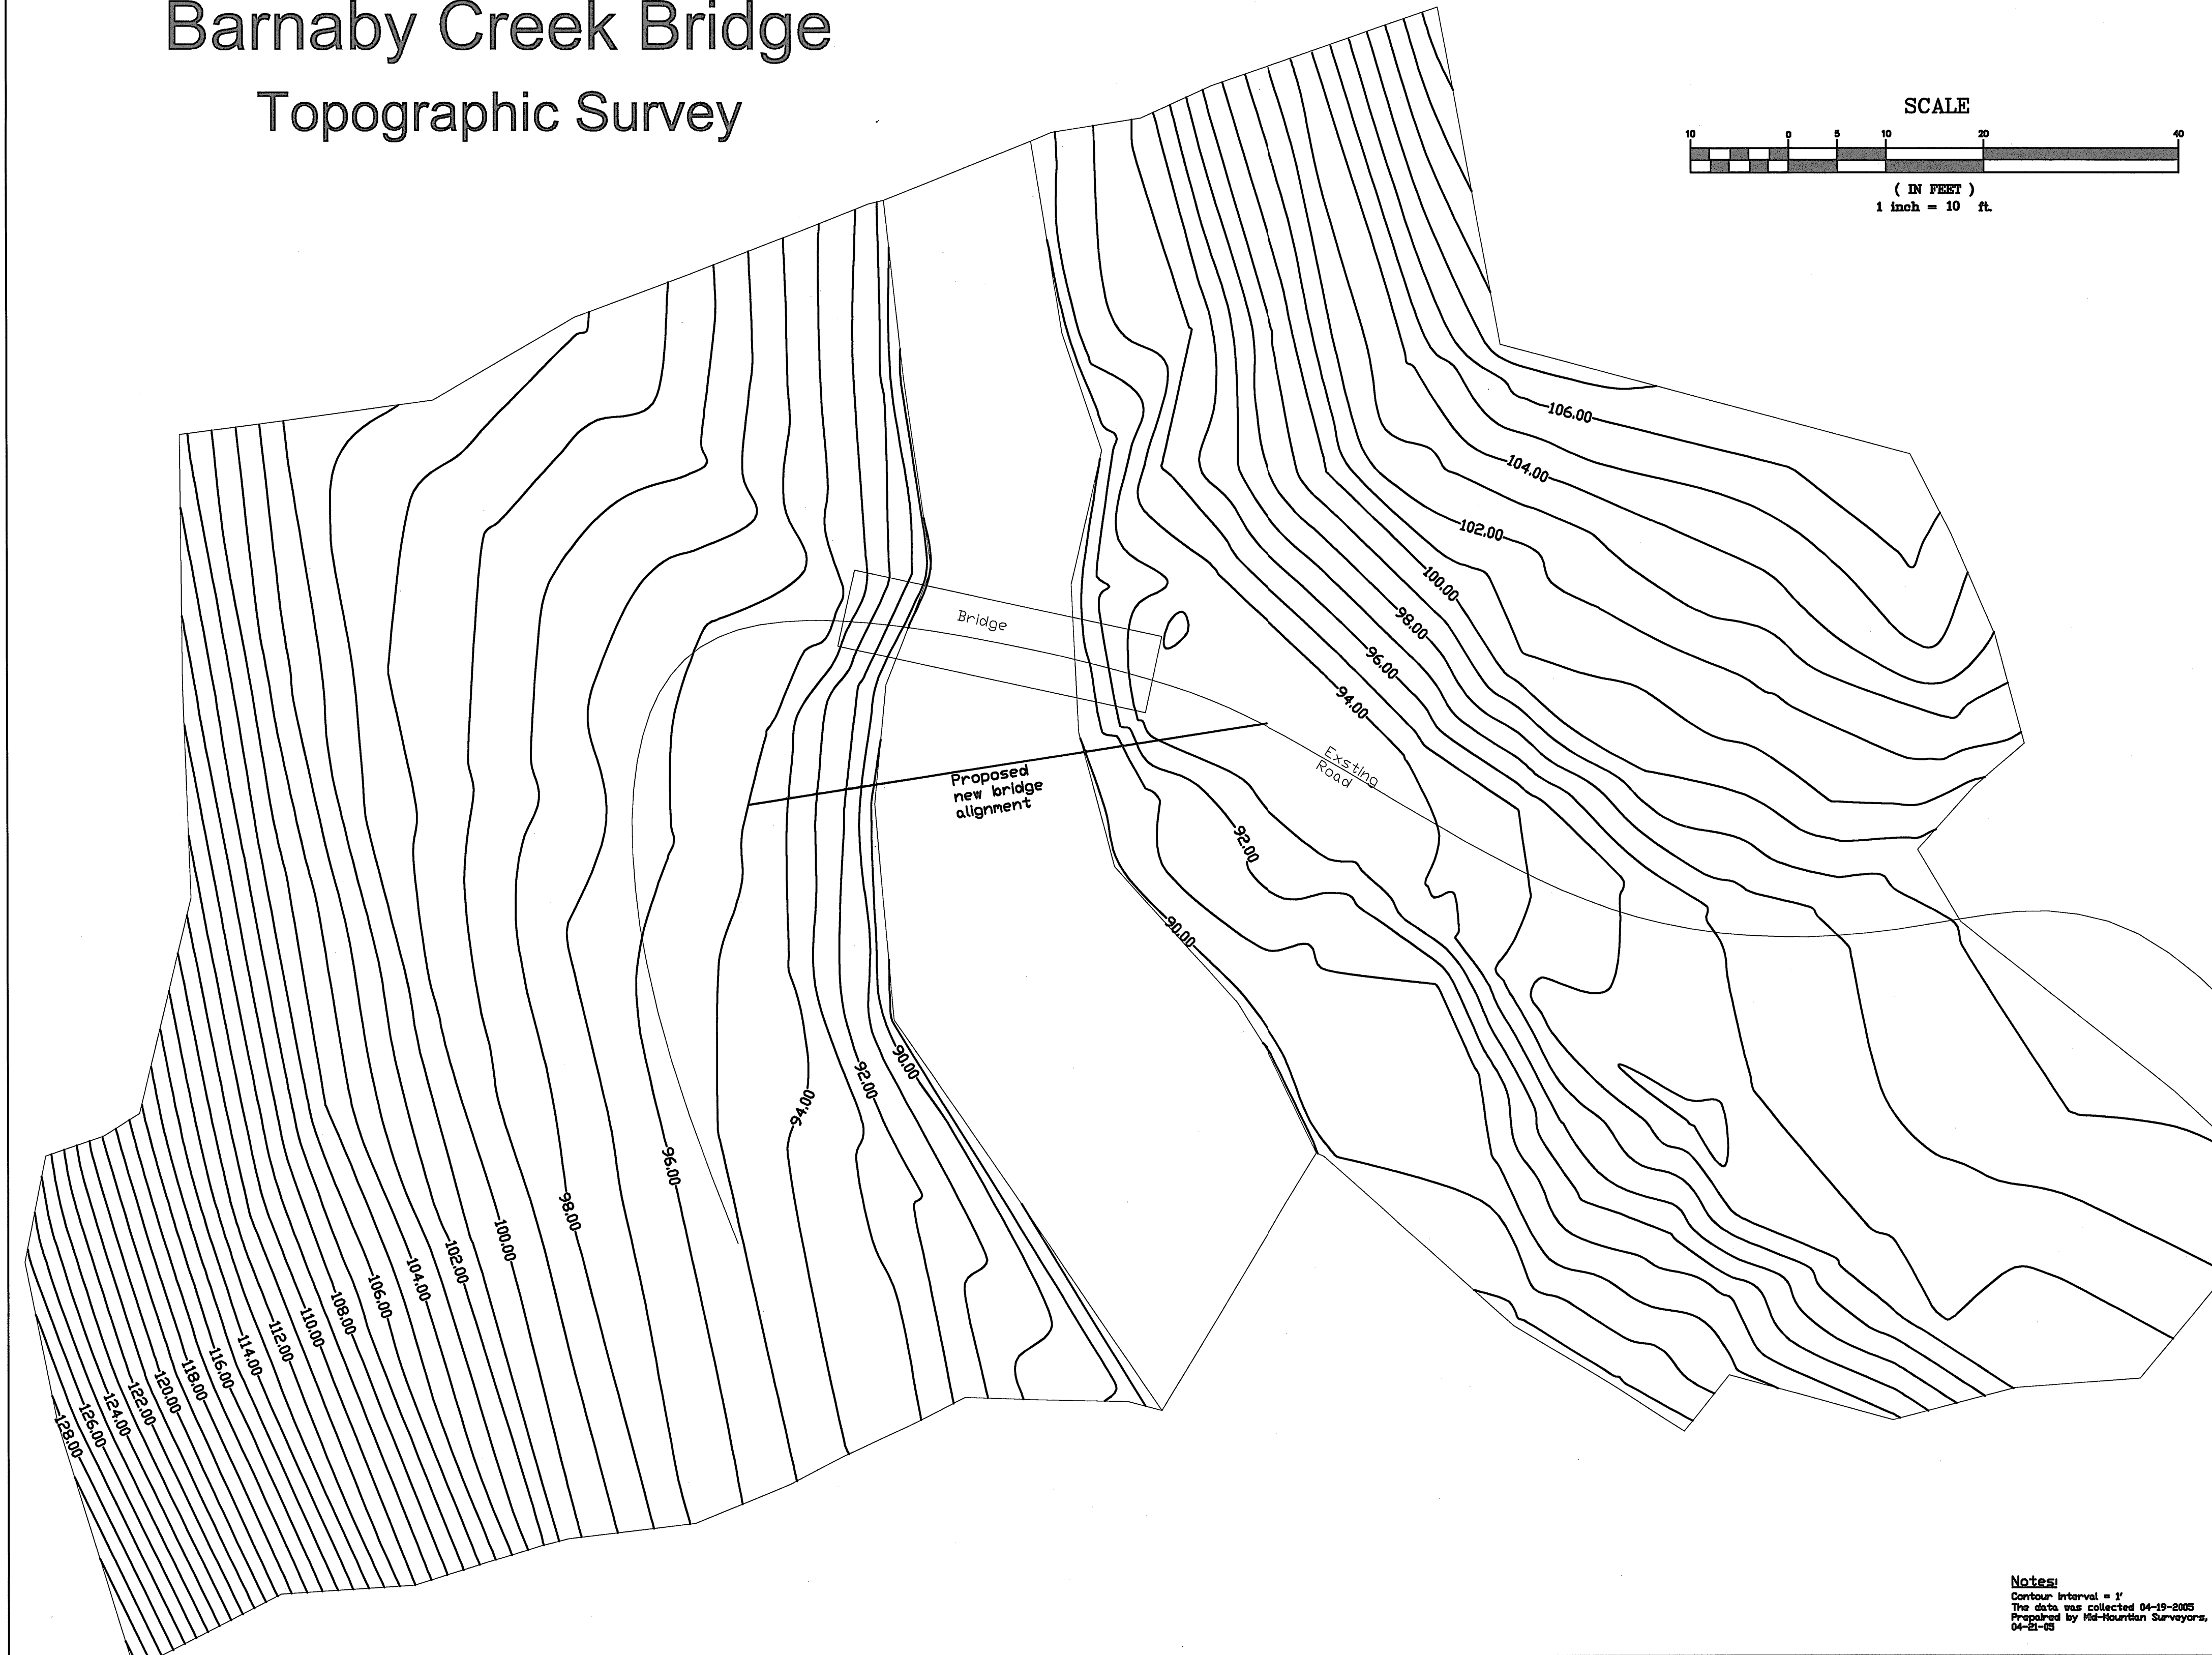 Barnaby Creek Bridge
Topographic Survey
SCALE
10 0 5 10 20 40
( IN FEET )
1 inch = 10 ft.
106.00
104.00
102.00
100.00
98.00
96.00
94.00
Bridge
Exsting
Road
Proposed
new bridge
alignment
92.00
90.00
90.00
92.00
94.00
96.00
98.00
100.00
102.00
104.00
106.00
108.00
110.00
112.00
114.00
116.00
118.00
120.00
122.00
124.00
126.00
128.00
Notes:
Contour interval = 1'
The data was collected 04-19-2005
Prepaired by Mid-Mountian Surveyors,
04-21-05